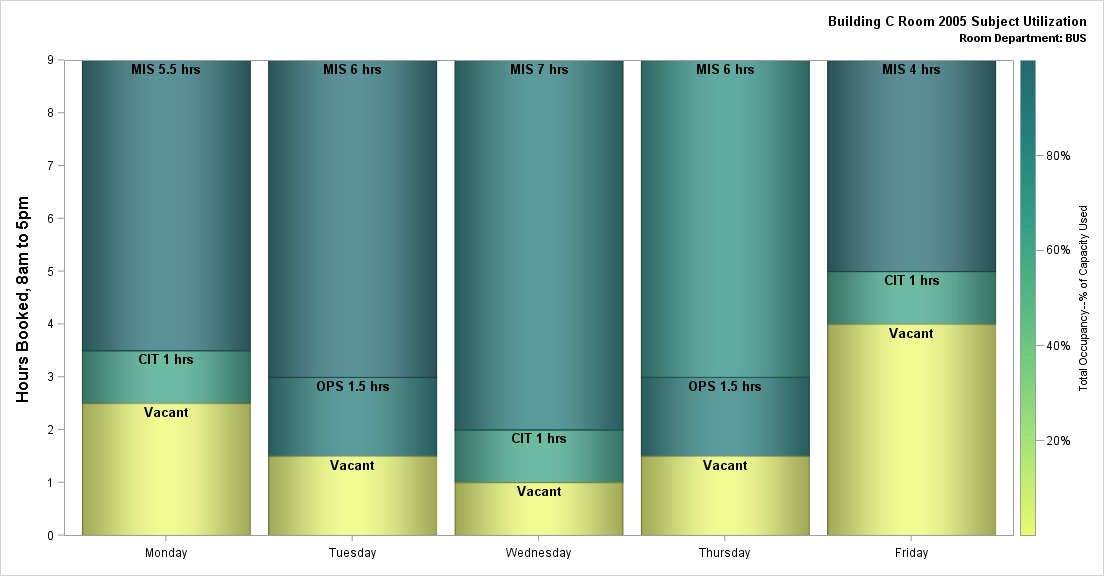 Building C Room 2005 Subject Utilization
Room Department: BUS
Hours Booked, 8am to 5pm
9
8
7
6
5
4
3
2
1
0
MIS 5.5 hrs
CIT 1 hrs
Vacant
MIS 6 hrs
OPS 1.5 hrs
Vacant
MIS 7 hrs
CIT 1 hrs
Vacant
MIS 6 hrs
OPS 1.5 hrs
Vacant
MIS 4 hrs
CIT 1 hrs
Vacant
Monday
Tuesday
Wednesday
Thursday
Friday
80%
60%
40%
20%
Total Occupancy--% of Capacity Used